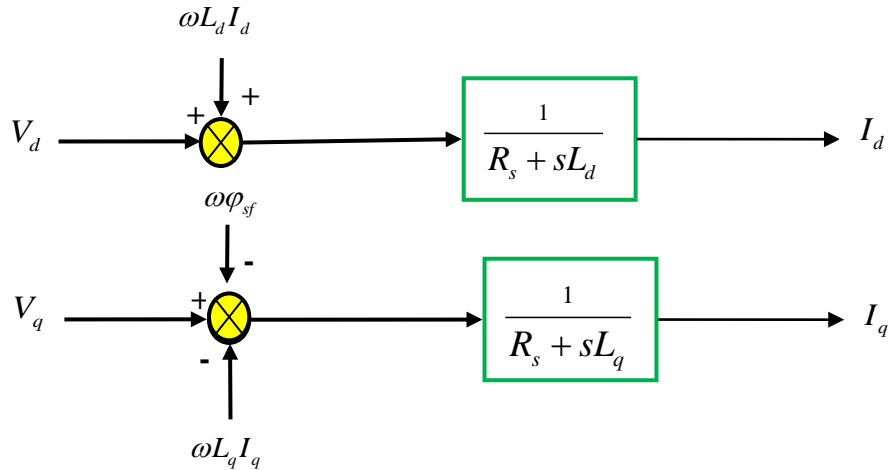 ωL_d I_d
+ +
V_d
1
R_s + sL_d
I_d
ωφ_sf
-
+
V_q
1
R_s + sL_q
I_q
-
ωL_q I_q